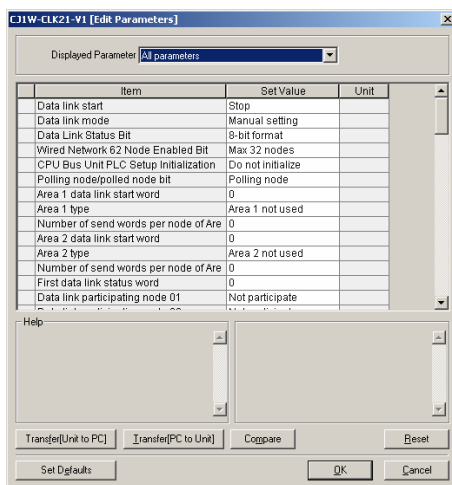 CJ1W-CLK21-V1 [Edit Parameters]
Displayed Parameter All parameters
Item Set Value Unit
Data link start Stop
Data link mode Manual setting
Data Link Status Bit 8-bit format
Wired Network 62 Node Enabled Bit Max 32 nodes
CPU Bus Unit PLC Setup Initialization Do not initialize
Polling node/polled node bit Polling node
Area 1 data link start word 0
Area 1 type Area 1 not used
Number of send words per node of Are 0
Area 2 data link start word 0
Area 2 type Area 2 not used
Number of send words per node of Are 0
First data link status word 0
Data link participating node 01 Not participate
Help
Transfer[Unit to PC] Transfer[PC to Unit] Compare Reset
Set Defaults OK Cancel